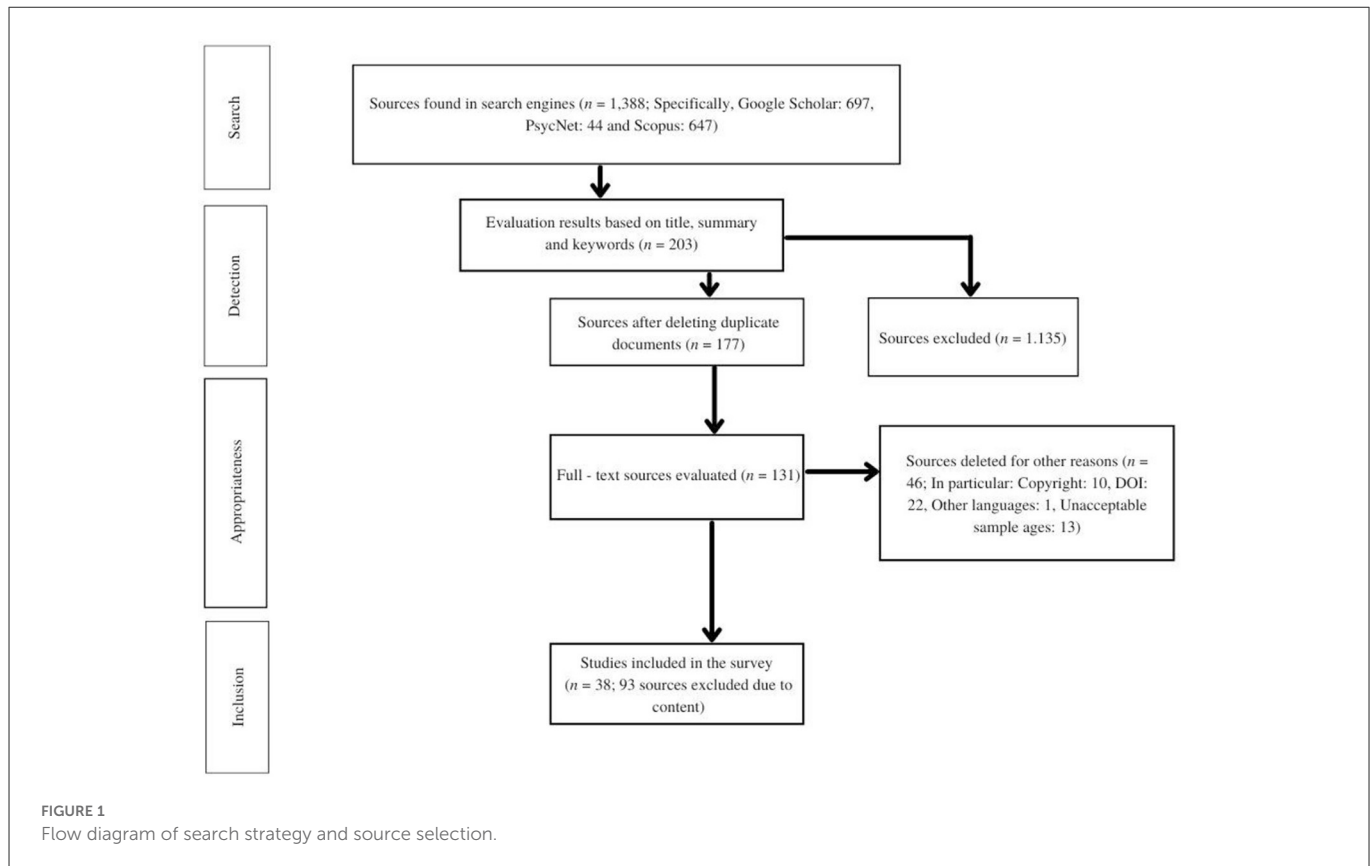 Search
Sources found in search engines (n = 1,388; Specifically, Google Scholar: 697,
PsycNet: 44 and Scopus: 647)
Detection
Evaluation results based on title, summary
and keywords (n = 203)
Sources after deleting duplicate
documents (n = 177)
Sources excluded (n = 1.135)
Appropriateness
Full - text sources evaluated (n = 131)
Sources deleted for other reasons (n =
46; In particular: Copyright: 10, DOI:
22, Other languages: 1, Unacceptable
sample ages: 13)
Inclusion
Studies included in the survey
(n = 38; 93 sources excluded due to
content)
FIGURE 1
Flow diagram of search strategy and source selection.